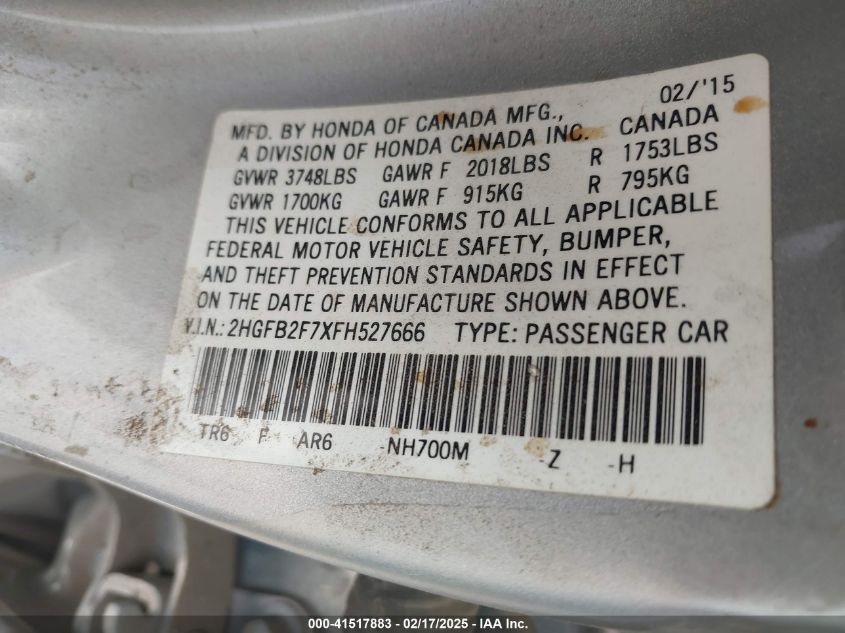 02/'15
MFD. BY HONDA OF CANADA MFG.,
A DIVISION OF HONDA CANADA INC. CANADA
GVWR 3748LBS GAWR F 2018LBS R 1753LBS
GVWR 1700KG GAWR F 915KG R 795KG
THIS VEHICLE CONFORMS TO ALL APPLICABLE
FEDERAL MOTOR VEHICLE SAFETY, BUMPER,
AND THEFT PREVENTION STANDARDS IN EFFECT
ON THE DATE OF MANUFACTURE SHOWN ABOVE.
V.I.N.: 2HGFB2F7XFH527666 TYPE: PASSENGER CAR
TR6 F AR6 -NH700M -Z -H
000-41517883 / 02/17/2025 - IAA Inc.